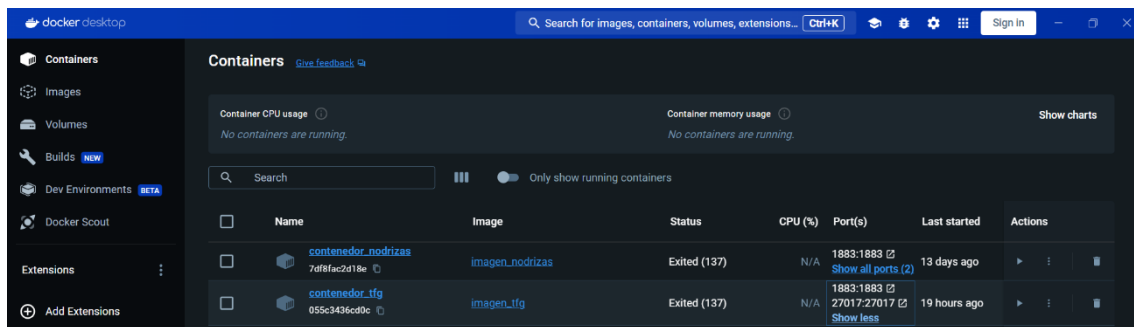 docker desktop
Search for images, containers, volumes, extensions... Ctrl+K
Sign in
Containers
Images
Volumes
Builds NEW
Dev Environments BETA
Docker Scout
Extensions
Add Extensions
Containers Give feedback
Container CPU usage
No containers are running.
Container memory usage
No containers are running.
Show charts
Search
Only show running containers
Name Image Status CPU (%) Port(s) Last started Actions
contenedor_nodrizas
7df8fac2d18e
imagen_nodrizas Exited (137) N/A
1883:1883
Show all ports (2)
13 days ago
contenedor_tfg
055c3436cd0c
imagen_tfg Exited (137) N/A
1883:1883
27017:27017
Show less
19 hours ago